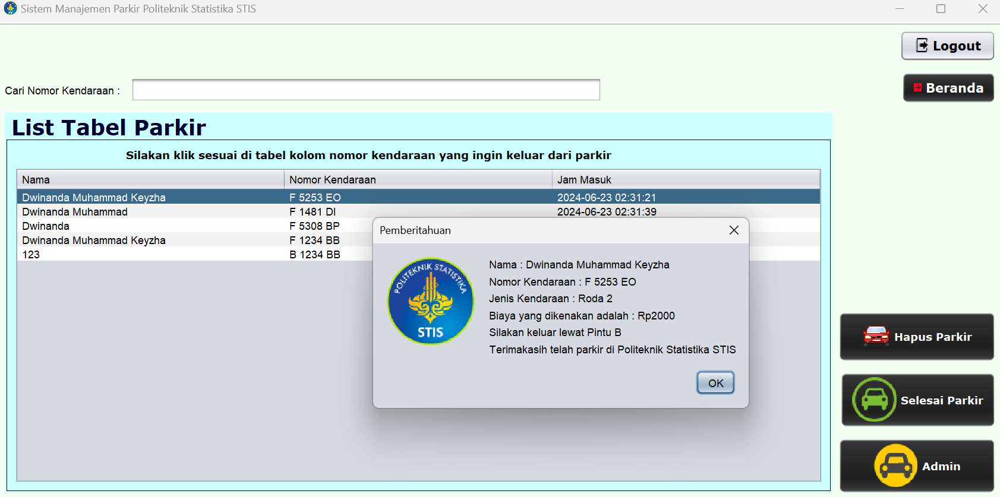 Sistem Manajemen Parkir Politeknik Statistika STIS
Logout
Cari Nomor Kendaraan :
Beranda
List Tabel Parkir
Silakan klik sesuai di tabel kolom nomor kendaraan yang ingin keluar dari parkir
Nama Nomor Kendaraan Jam Masuk
Dwinanda Muhammad Keyzha F 5253 EO 2024-06-23 02:31:21
Dwinanda Muhammad F 1481 DI 2024-06-23 02:31:39
Dwinanda F 5308 BP
Dwinanda Muhammad Keyzha F 1234 BB
123 B 1234 BB
Pemberitahuan
POLITEKNIK STATISTIKA
STIS
Nama : Dwinanda Muhammad Keyzha
Nomor Kendaraan : F 5253 EO
Jenis Kendaraan : Roda 2
Biaya yang dikenakan adalah : Rp2000
Silakan keluar lewat Pintu B
Terimakasih telah parkir di Politeknik Statistika STIS
OK
Hapus Parkir
Selesai Parkir
Admin